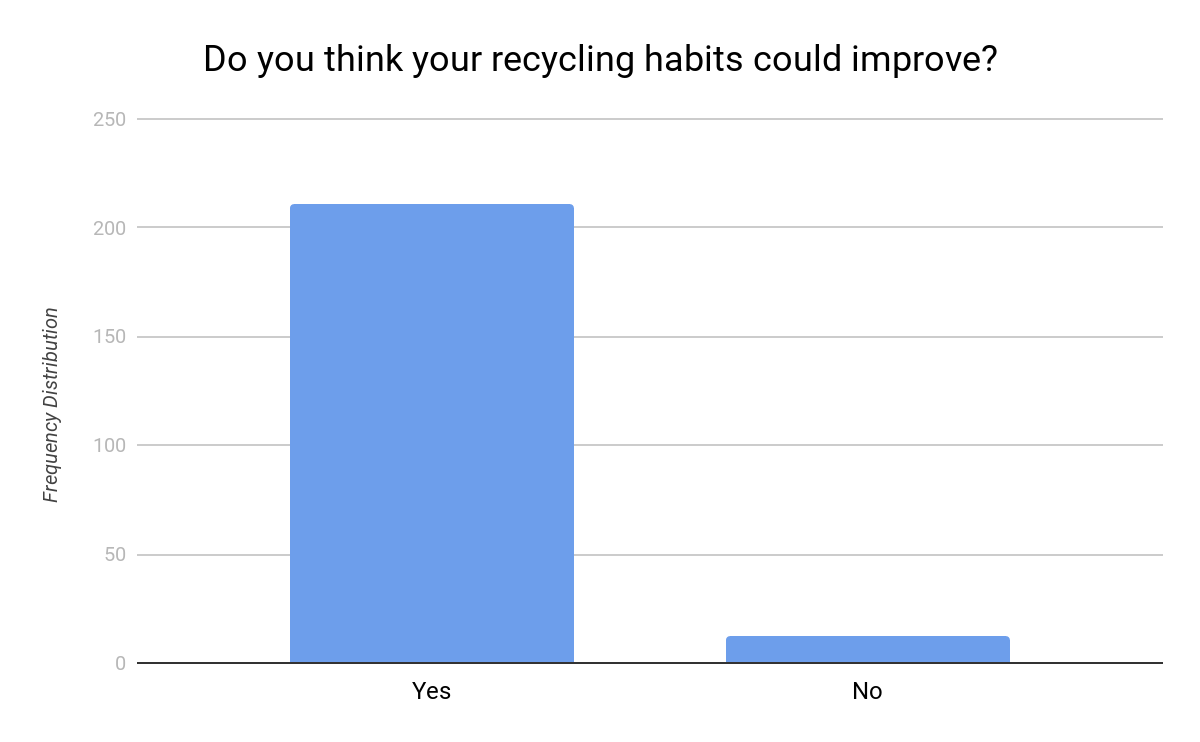 Do you think your recycling habits could improve?
Frequency Distribution
250
200
150
100
50
0
Yes
No